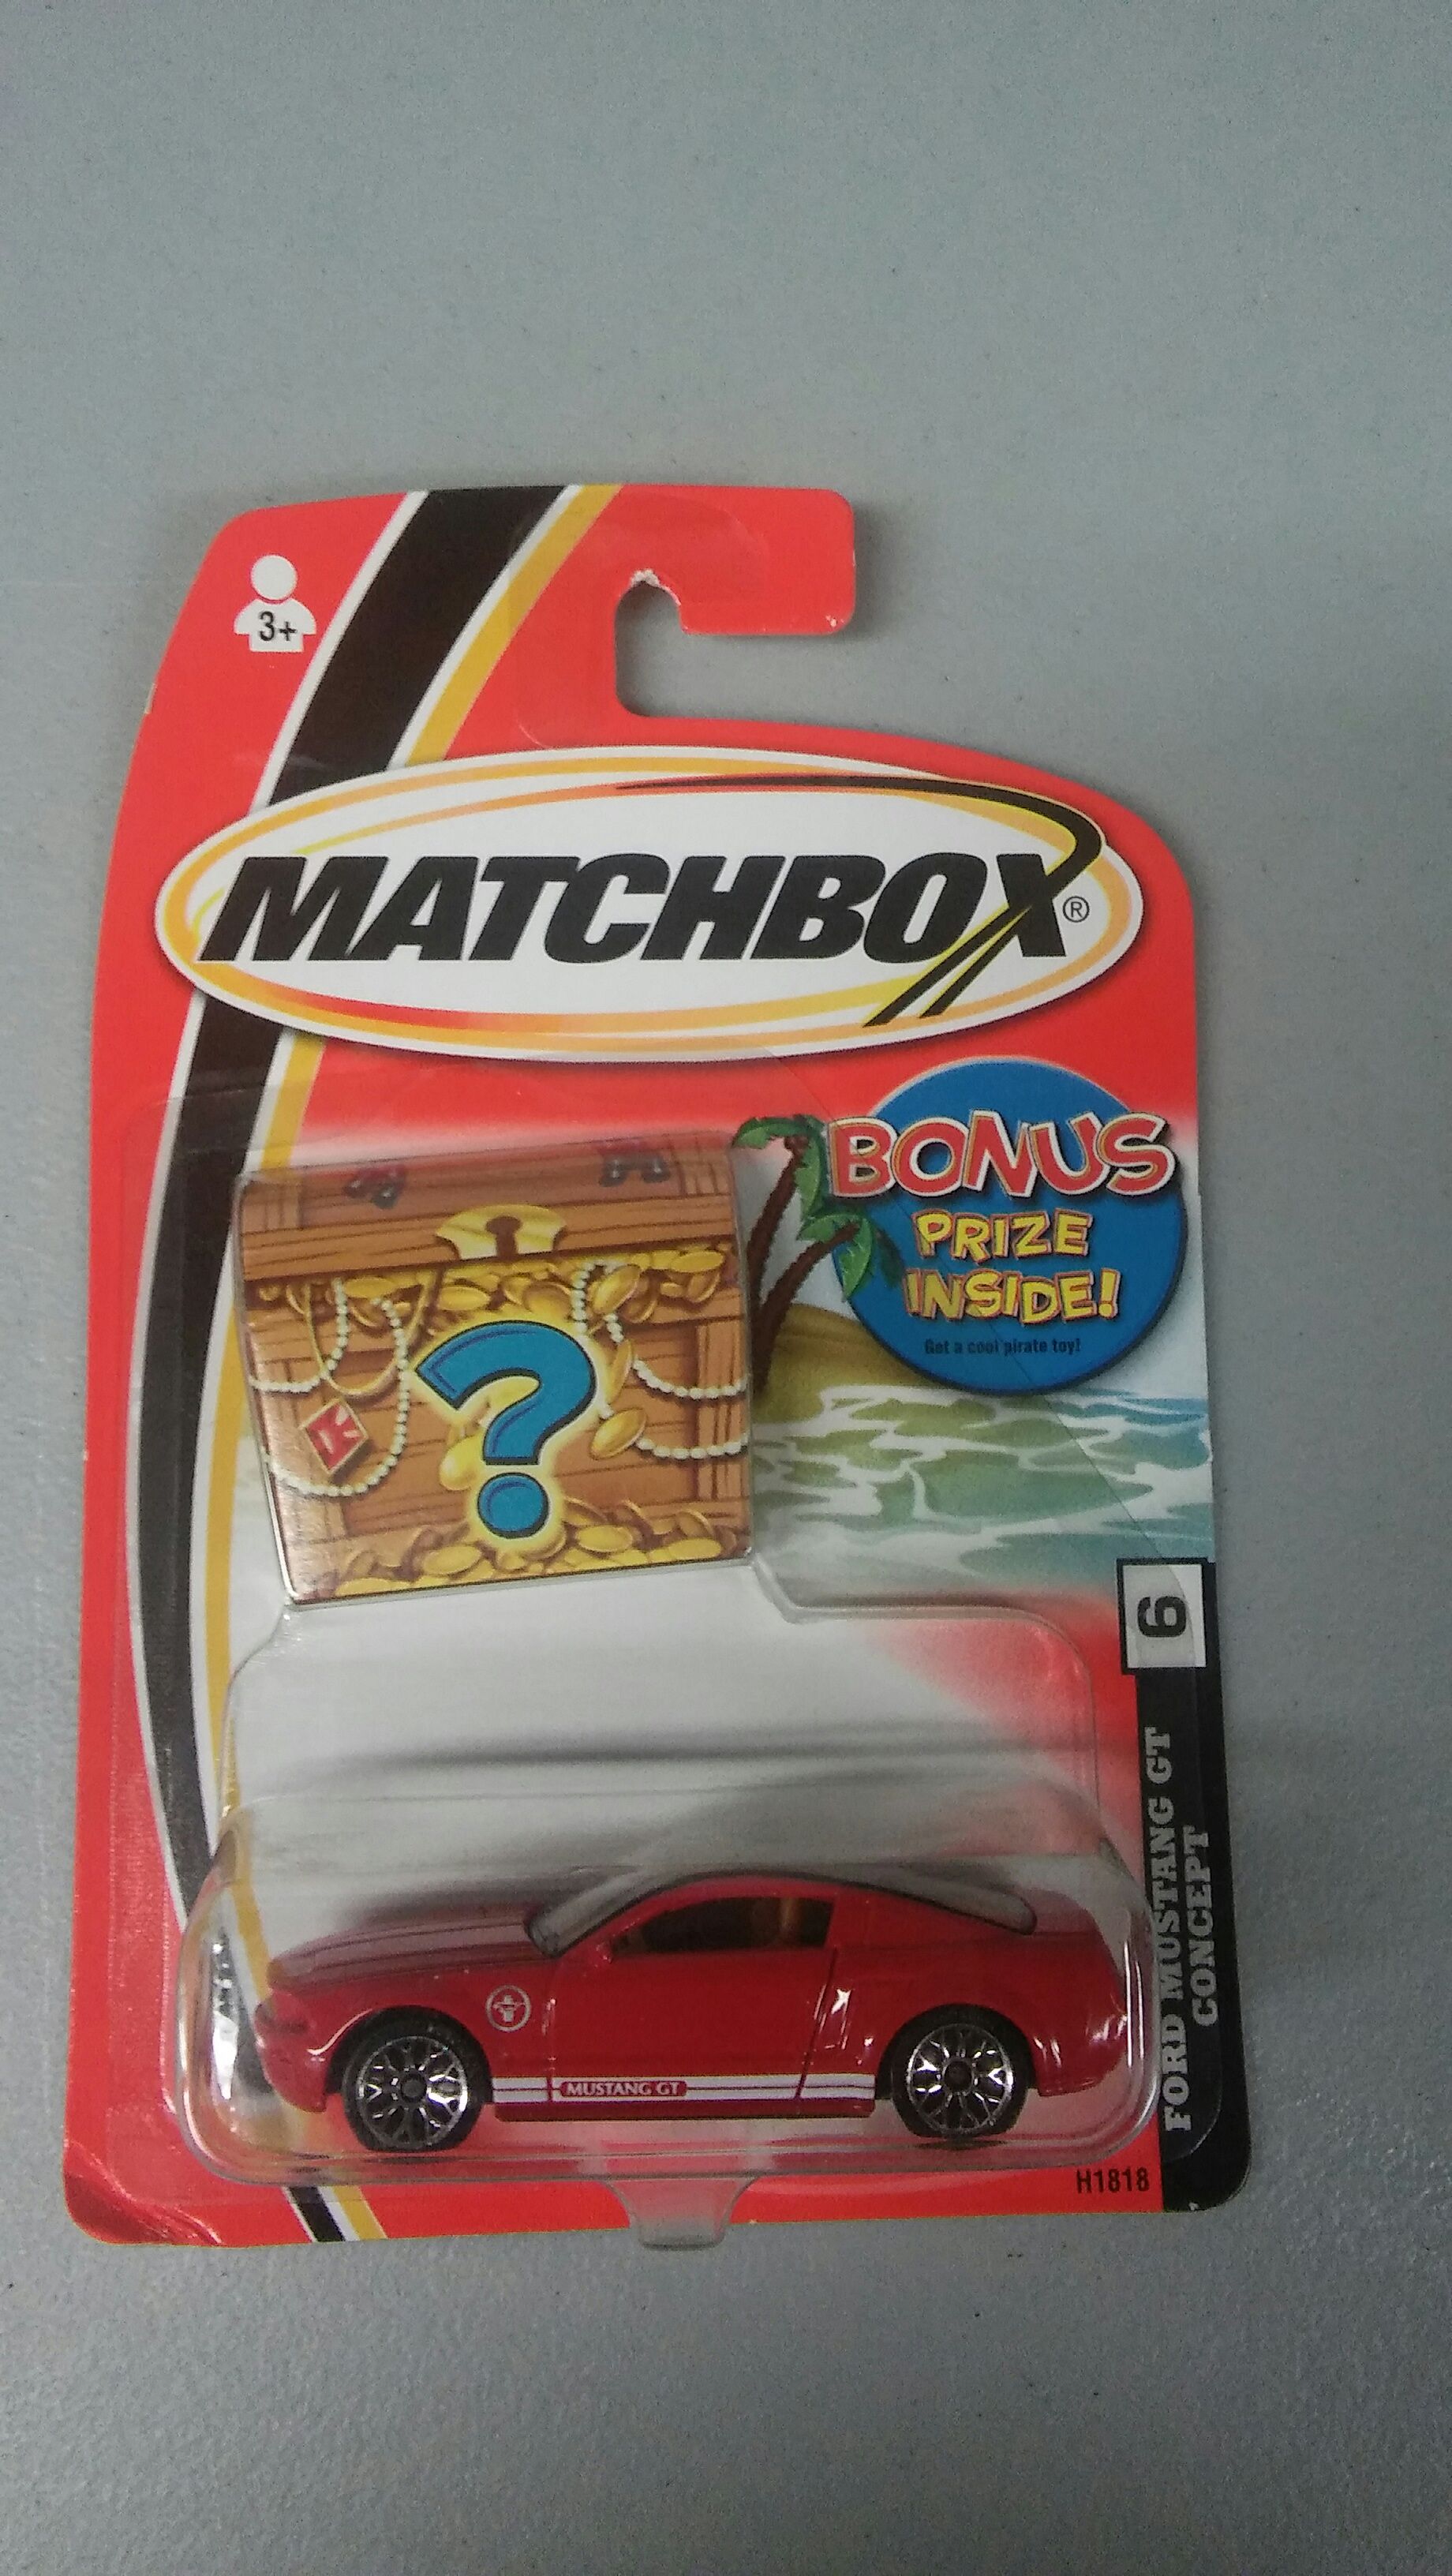 3+
MATCHBOX®
BONUS
PRIZE
INSIDE!
Get a cool pirate toy!
6
FORD MUSTANG GT
CONCEPT
MUSTANG GT
H1818